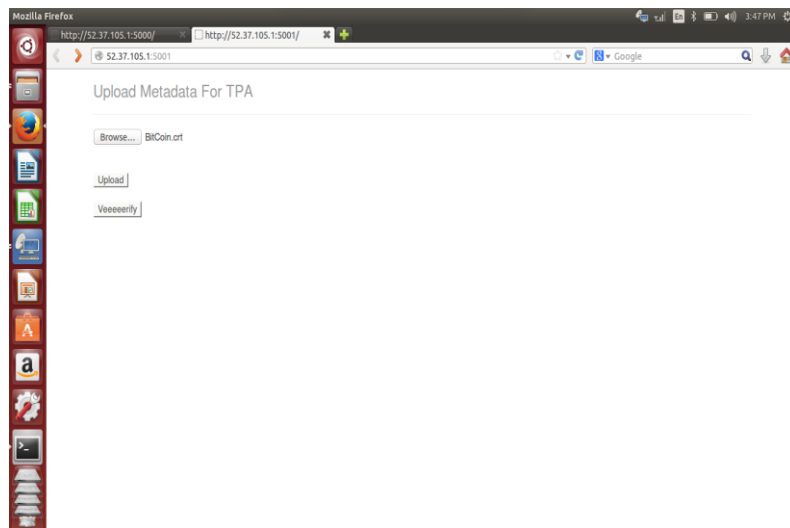 Mozilla Firefox
En
3:47 PM
http://52.37.105.1:5000/
http://52.37.105.1:5001/
52.37.105.1:5001
Google
Upload Metadata For TPA
Browse... BitCoin.crt
Upload
Veeeeerify